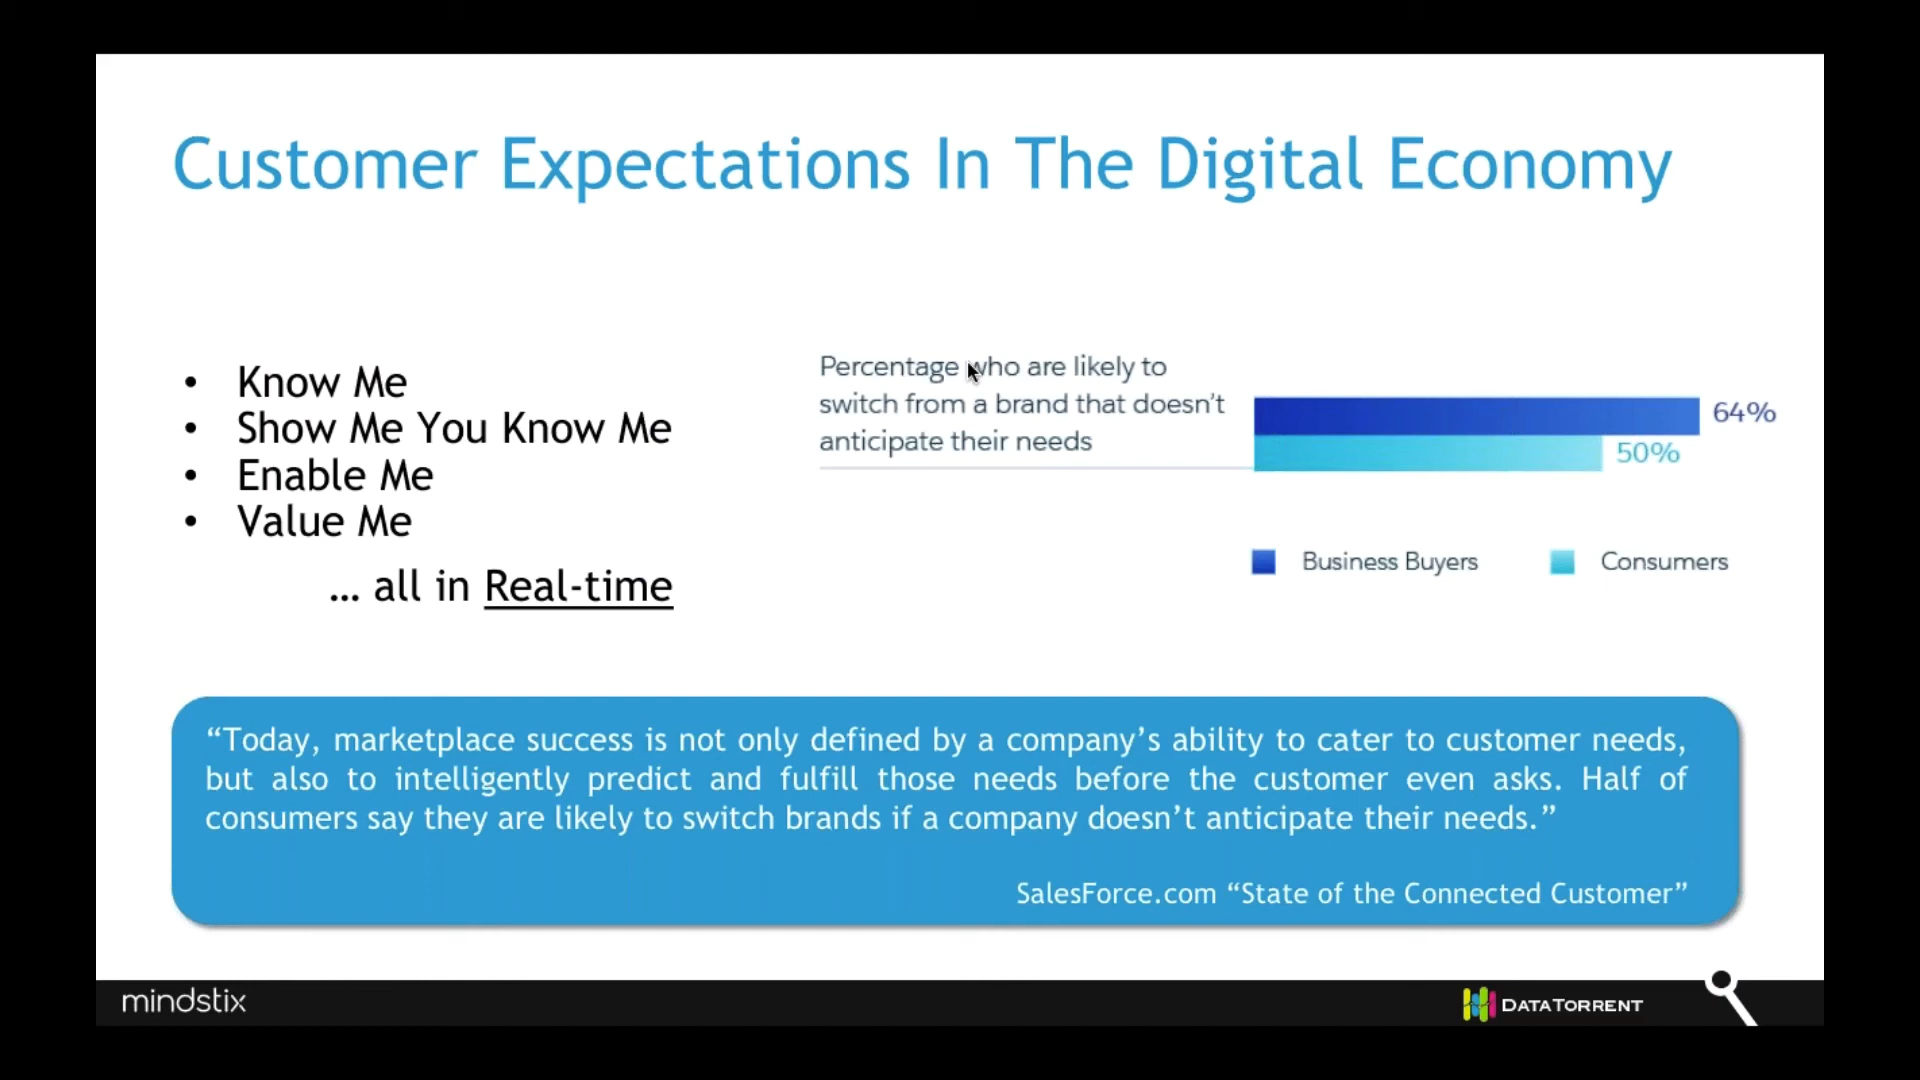 Customer Expectations In The Digital Economy
• Know Me
• Show Me You Know Me
• Enable Me
• Value Me
... all in Real-time
Percentage who are likely to
switch from a brand that doesn't
anticipate their needs
64%
50%
Business Buyers
Consumers
“Today, marketplace success is not only defined by a company’s ability to cater to customer needs,
but also to intelligently predict and fulfill those needs before the customer even asks. Half of
consumers say they are likely to switch brands if a company doesn’t anticipate their needs.”
SalesForce.com “State of the Connected Customer”
mindstix
DATATORRENT